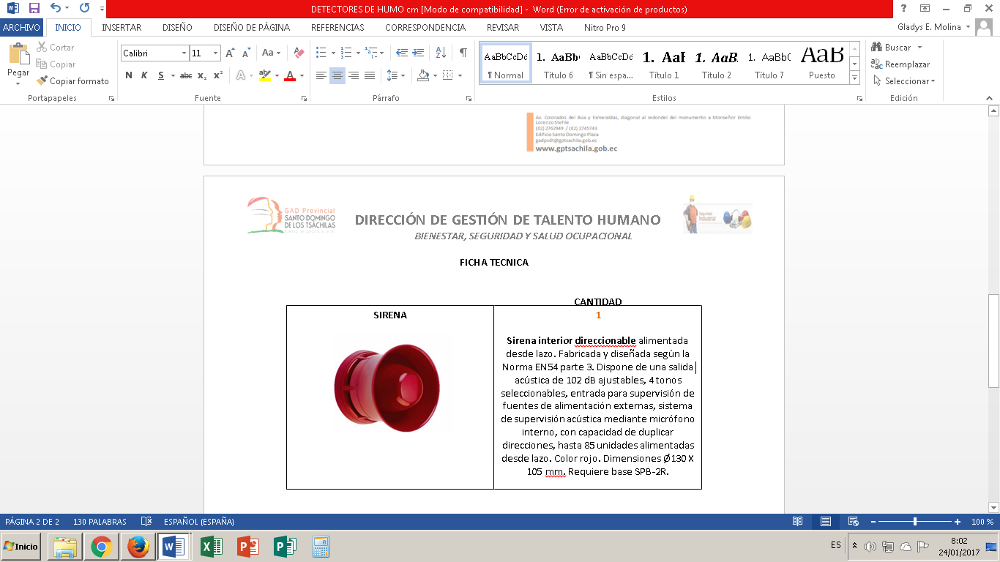 DETECTORES DE HUMO cm [Modo de compatibilidad] - Word (Error de activación de productos)
ARCHIVO INICIO INSERTAR DISEÑO DISEÑO DE PÁGINA REFERENCIAS CORRESPONDENCIA REVISAR VISTA Nitro Pro 9 Gladys E. Molina
Pegar
Cortar
Copiar
Copiar formato
Portapapeles
Calibri 11
N K S abc x₂ x²
Fuente
Párrafo
AaBbCcDc 1. AaBb AaBbCcDc 1. AaB 1. AaB. 1. AaBbC AaB
¶ Normal Título 6 ¶ Sin espa... Título 1 Título 2 Título 7 Puesto
Estilos
Buscar
Reemplazar
Seleccionar
Edición
Av. Colorados del Búa y Esmeraldas, diagonal al redondel del monumento a Monseñor Emilio
Lorenzo Stehle
(02) 2762949 / (02) 2745743
Edificio Santo Domingo Plaza
gadpsdt@gptsachila.gob.ec
www.gptsachila.gob.ec
GAD Provincial
SANTO DOMINGO
DE LOS TSÁCHILAS
DIRECCIÓN DE GESTIÓN DE TALENTO HUMANO
BIENESTAR, SEGURIDAD Y SALUD OCUPACIONAL
Seguridad
Industrial
FICHA TECNICA
CANTIDAD
SIRENA
1
Sirena interior direccionable alimentada
desde lazo. Fabricada y diseñada según la
Norma EN54 parte 3. Dispone de una salida
acústica de 102 dB ajustables, 4 tonos
seleccionables, entrada para supervisión de
fuentes de alimentación externas, sistema
de supervisión acústica mediante micrófono
interno, con capacidad de duplicar
direcciones, hasta 85 unidades alimentadas
desde lazo. Color rojo. Dimensiones Ø130 X
105 mm. Requiere base SPB-2R.
PÁGINA 2 DE 2 130 PALABRAS ESPAÑOL (ESPAÑA) 100 %
Inicio
ES
8:02
24/01/2017